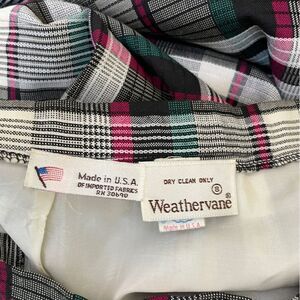 Made in U.S.A.
OF IMPORTED FABRICS
RN 30690
DRY CLEAN ONLY
8
Weathervane®
Made in U.S.A.